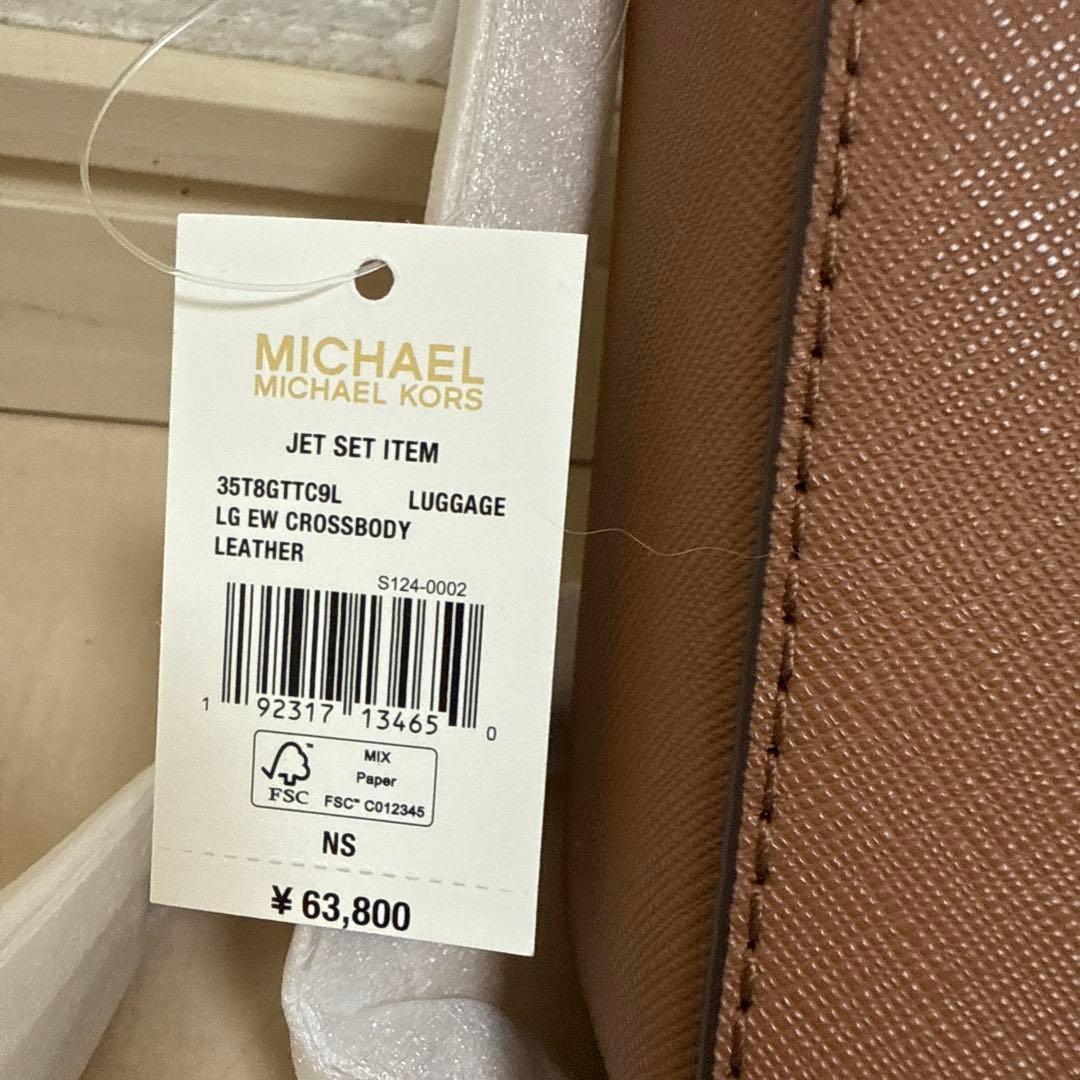 MICHAEL
MICHAEL KORS
JET SET ITEM
35T8GTTC9L LUGGAGE
LG EW CROSSBODY
LEATHER
S124-0002
1 92317 13465 0
FSC™ MIX
Paper
FSC™ C012345
NS
¥ 63,800